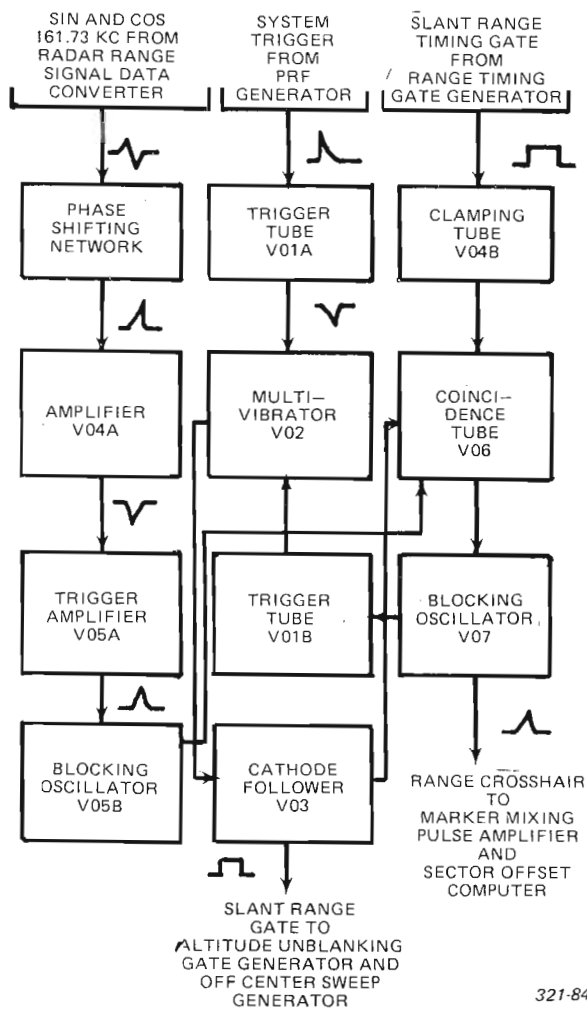 SIN AND COS
161.73 KC FROM
RADAR RANGE
SIGNAL DATA
CONVERTER
SYSTEM
TRIGGER
FROM
PRF
GENERATOR
SLANT RANGE
TIMING GATE
FROM
RANGE TIMING
GATE GENERATOR
PHASE
SHIFTING
NETWORK
TRIGGER
TUBE
V01A
CLAMPING
TUBE
V04B
AMPLIFIER
V04A
MULTI-
VIBRATOR
V02
COINCI-
DENCE
TUBE
V06
TRIGGER
AMPLIFIER
V05A
TRIGGER
TUBE
V01B
BLOCKING
OSCILLATOR
V07
BLOCKING
OSCILLATOR
V05B
CATHODE
FOLLOWER
V03
RANGE CROSSHAIR
TO
MARKER MIXING
PULSE AMPLIFIER
AND
SECTOR OFFSET
COMPUTER
SLANT RANGE
GATE TO
ALTITUDE UNBLANKING
GATE GENERATOR AND
OFF CENTER SWEEP
GENERATOR
321-84